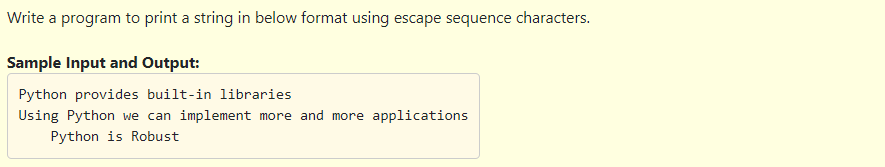 Write a program to print a string in below format using escape sequence characters.
Sample Input and Output:
Python provides built-in libraries
Using Python we can implement more and more applications
    Python is Robust